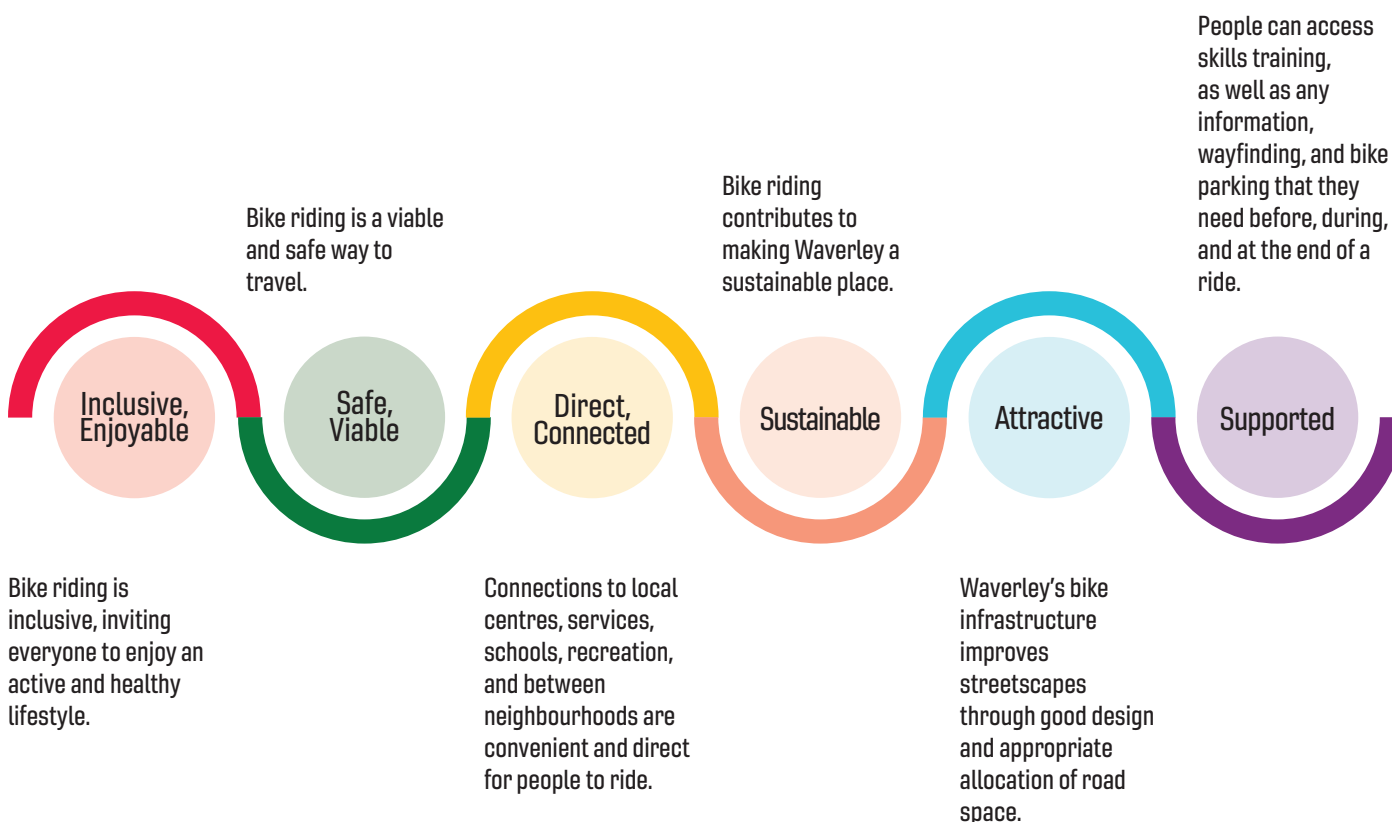 Inclusive,
Enjoyable
Bike riding is
inclusive, inviting
everyone to enjoy an
active and healthy
lifestyle.
Bike riding is a viable
and safe way to
travel.
Safe,
Viable
Direct,
Connected
Connections to local
centres, services,
schools, recreation,
and between
neighbourhoods are
convenient and direct
for people to ride.
Bike riding
contributes to
making Waverley a
sustainable place.
Sustainable
Attractive
Waverley’s bike
infrastructure
improves
streetscapes
through good design
and appropriate
allocation of road
space.
People can access
skills training,
as well as any
information,
wayfinding, and bike
parking that they
need before, during,
and at the end of a
ride.
Supported